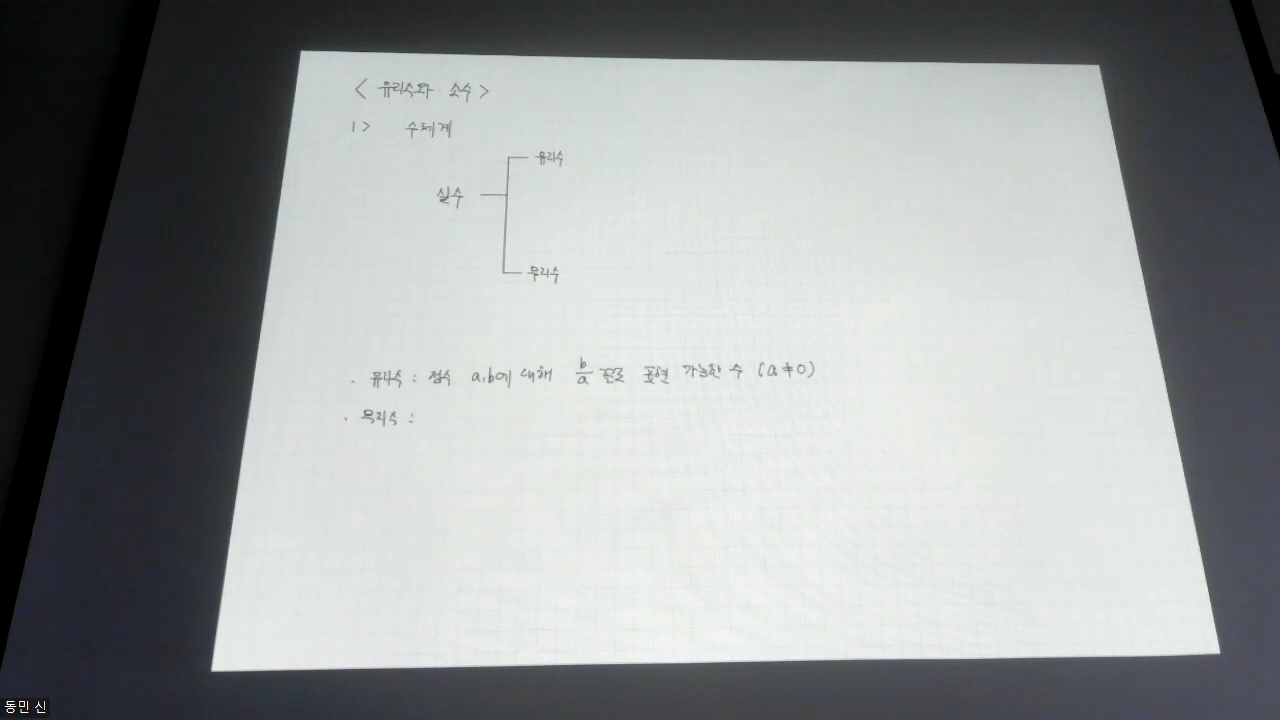 < 유리수와 소수 >
1> 수체계
유리수
실수
무리수
· 유리수 : 정수 a, b에 대해 b/a 꼴로 표현 가능한 수 (a≠0)
· 무리수 :
동민 신